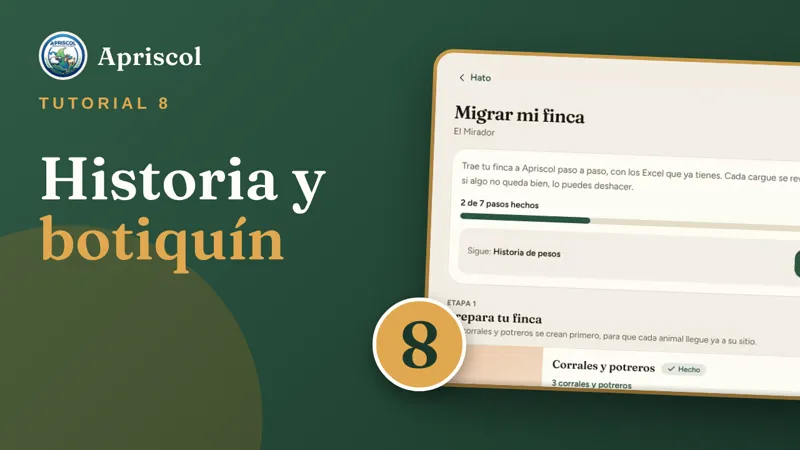 APRISCOL
Apriscol
TUTORIAL 8
Historia y
botiquín
8
Hato
Migrar mi finca
El Mirador
Trae tu finca a Apriscol paso a paso, con los Excel que ya tienes. Cada cargue se
si algo no queda bien, lo puedes deshacer.
2 de 7 pasos hechos
Sigue: Historia de pesos
ETAPA 1
repara tu finca
corrales y potreros se crean primero, para que cada animal llegue ya a su sitio.
Corrales y potreros
Hecho
3 corrales y potreros